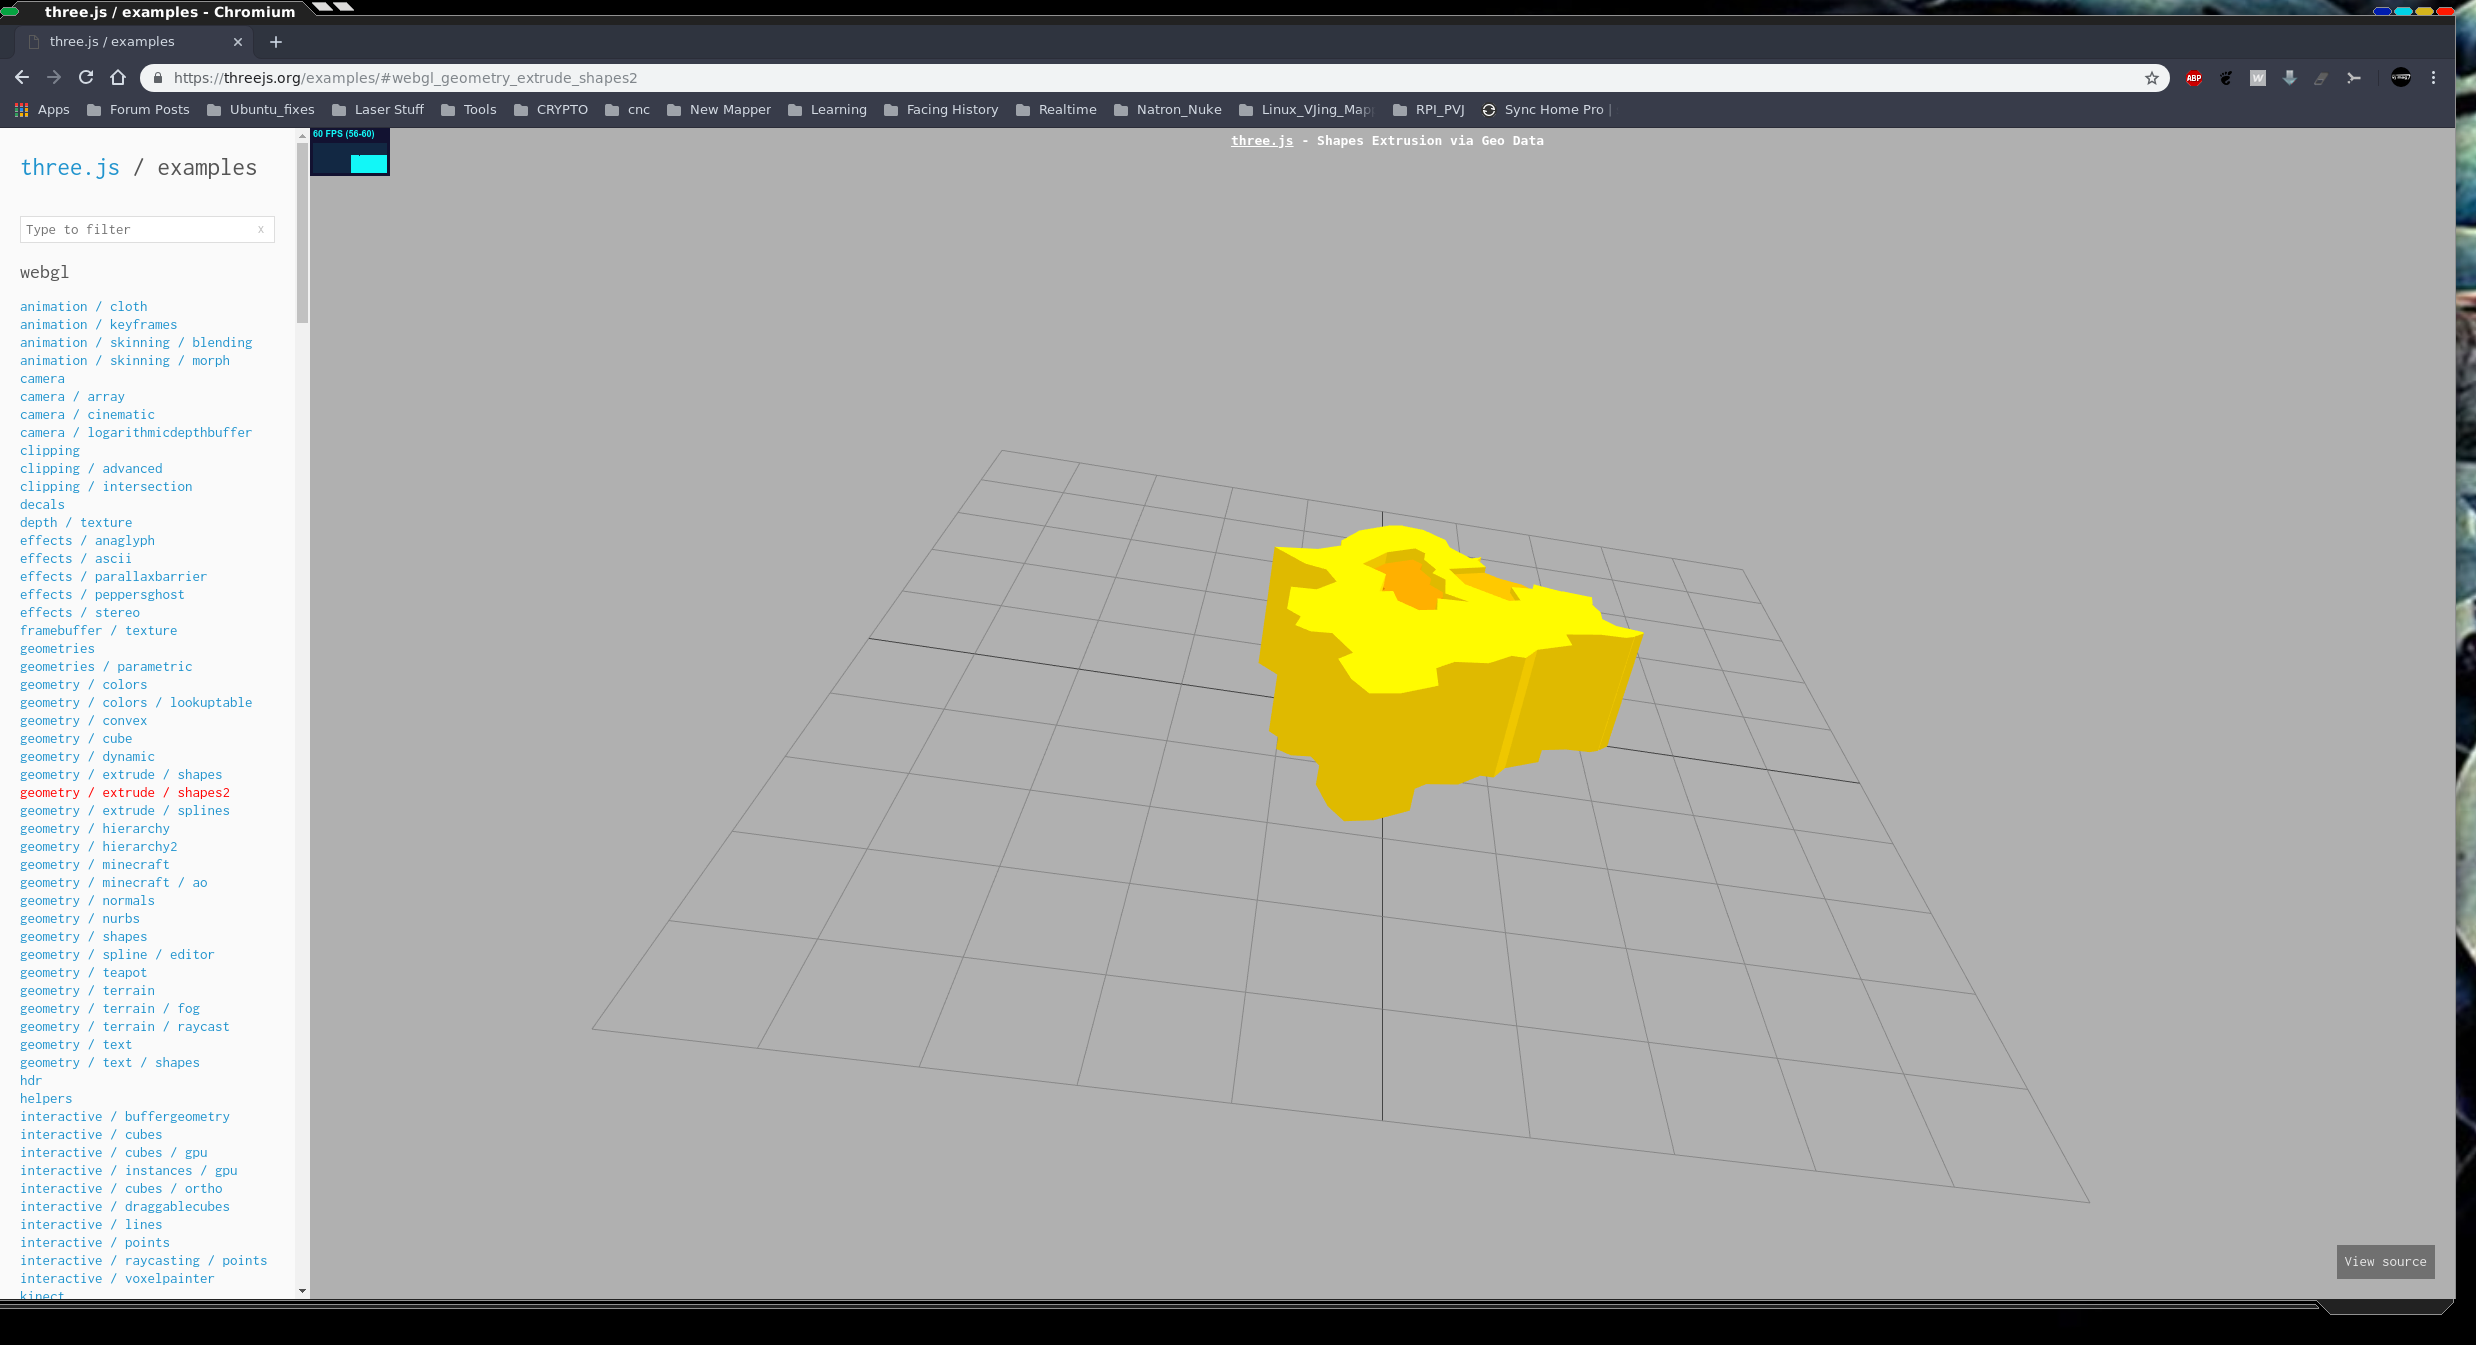 three.js / examples - Chromium
three.js / examples
https://threejs.org/examples/#webgl_geometry_extrude_shapes2
ABP
W
Apps Forum Posts Ubuntu_fixes Laser Stuff Tools CRYPTO cnc New Mapper Learning Facing History Realtime Natron_Nuke Linux_VJing_Map RPI_PVJ Sync Home Pro |
60 FPS (56-60)
three.js - Shapes Extrusion via Geo Data
three.js / examples
Type to filter x
webgl
animation / cloth
animation / keyframes
animation / skinning / blending
animation / skinning / morph
camera
camera / array
camera / cinematic
camera / logarithmicdepthbuffer
clipping
clipping / advanced
clipping / intersection
decals
depth / texture
effects / anaglyph
effects / ascii
effects / parallaxbarrier
effects / peppersghost
effects / stereo
framebuffer / texture
geometries
geometries / parametric
geometry / colors
geometry / colors / lookuptable
geometry / convex
geometry / cube
geometry / dynamic
geometry / extrude / shapes
geometry / extrude / shapes2
geometry / extrude / splines
geometry / hierarchy
geometry / hierarchy2
geometry / minecraft
geometry / minecraft / ao
geometry / normals
geometry / nurbs
geometry / shapes
geometry / spline / editor
geometry / teapot
geometry / terrain
geometry / terrain / fog
geometry / terrain / raycast
geometry / text
geometry / text / shapes
hdr
helpers
interactive / buffergeometry
interactive / cubes
interactive / cubes / gpu
interactive / instances / gpu
interactive / cubes / ortho
interactive / draggablecubes
interactive / lines
interactive / points
interactive / raycasting / points
interactive / voxelpainter
kinect
View source